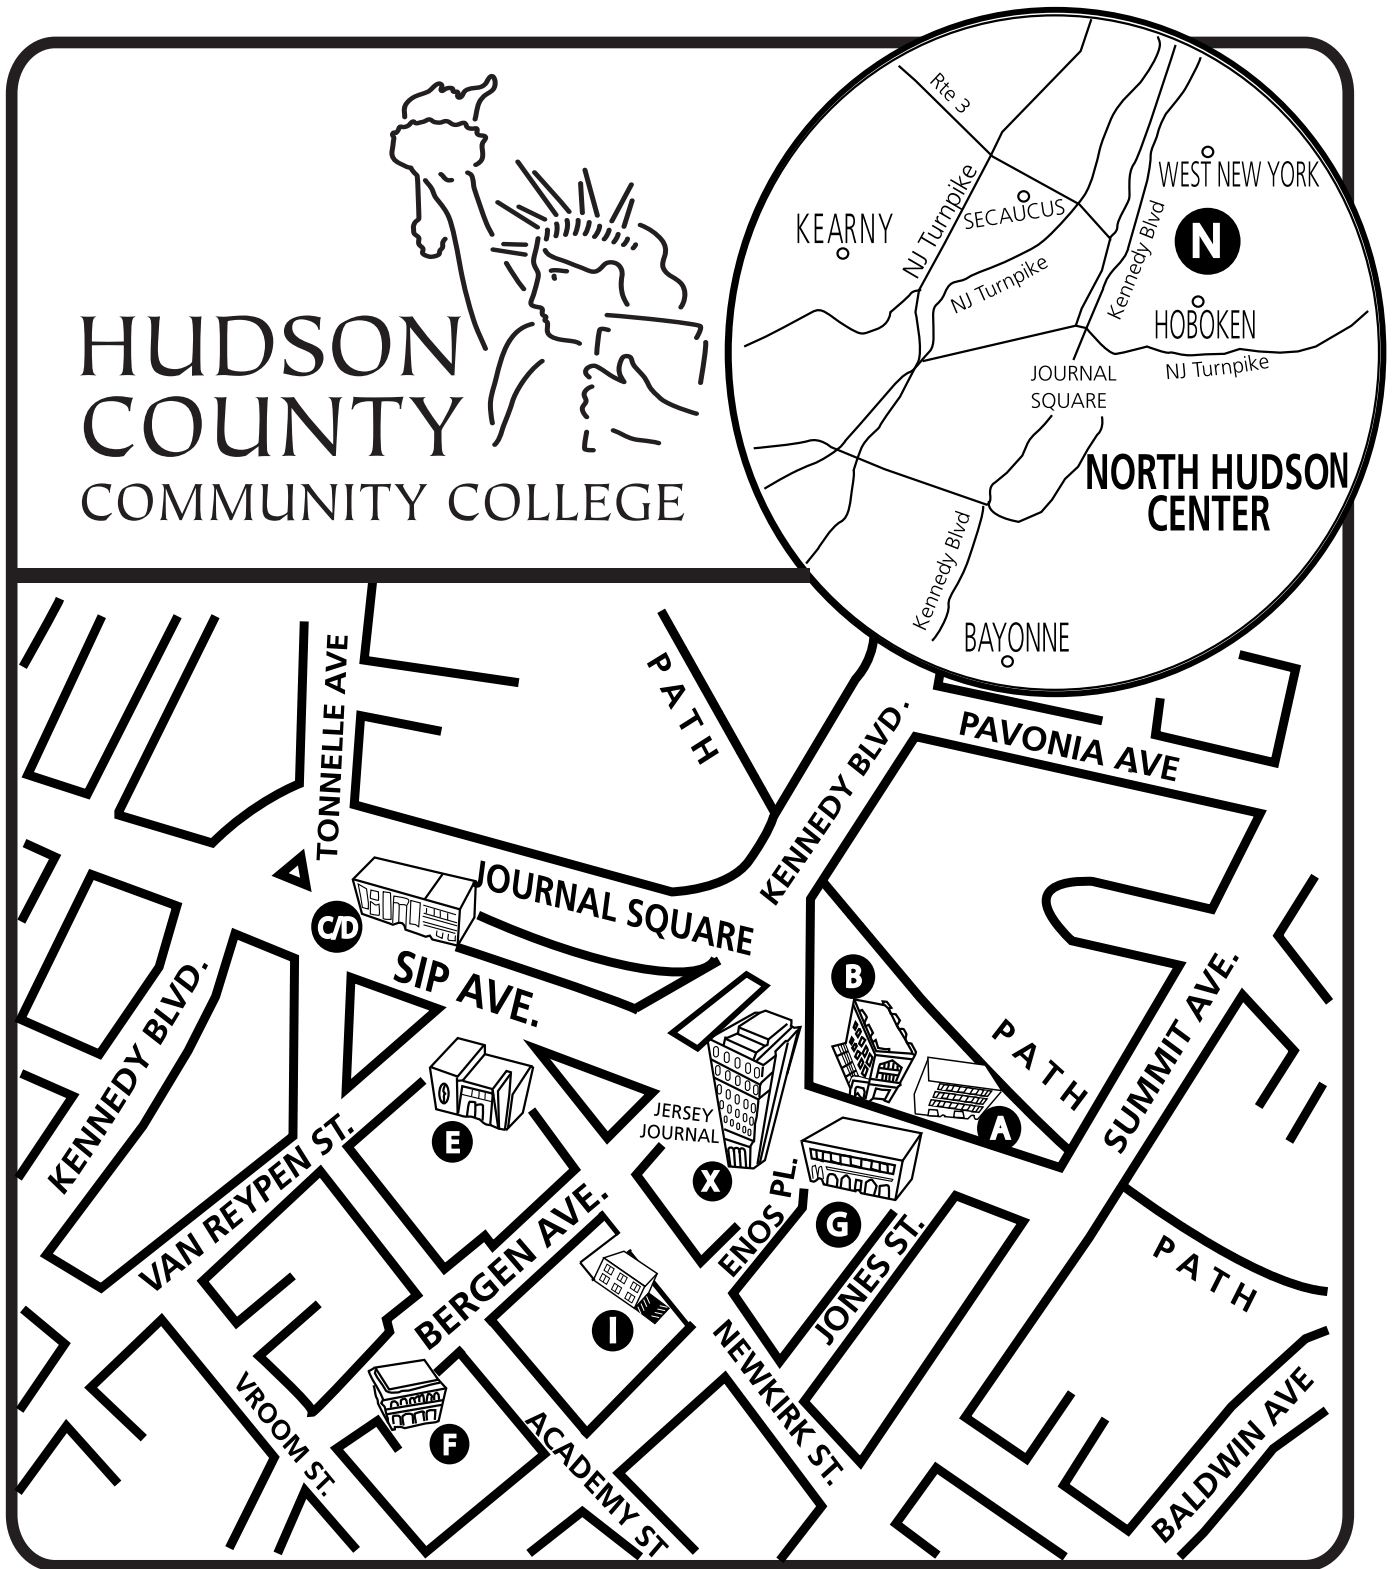 HUDSON
COUNTY
COMMUNITY COLLEGE
Rte 3
WEST NEW YORK
KEARNY
NJ Turnpike
SECAUCUS
N
Kennedy Blvd
NJ Turnpike
HOBOKEN
NJ Turnpike
JOURNAL
SQUARE
NORTH HUDSON
CENTER
Kennedy Blvd
BAYONNE
TONNELLE AVE
PATH
KENNEDY BLVD.
PAVONIA AVE
JOURNAL SQUARE
C/D
SIP AVE.
KENNEDY BLVD.
B
PATH
SUMMIT AVE.
A
JERSEY
JOURNAL
E
X
VAN REYPEN ST.
BERGEN AVE.
ENOS PL.
G
JONES ST.
PATH
I
NEWKIRK ST.
VROOM ST.
F
ACADEMY ST
BALDWIN AVE